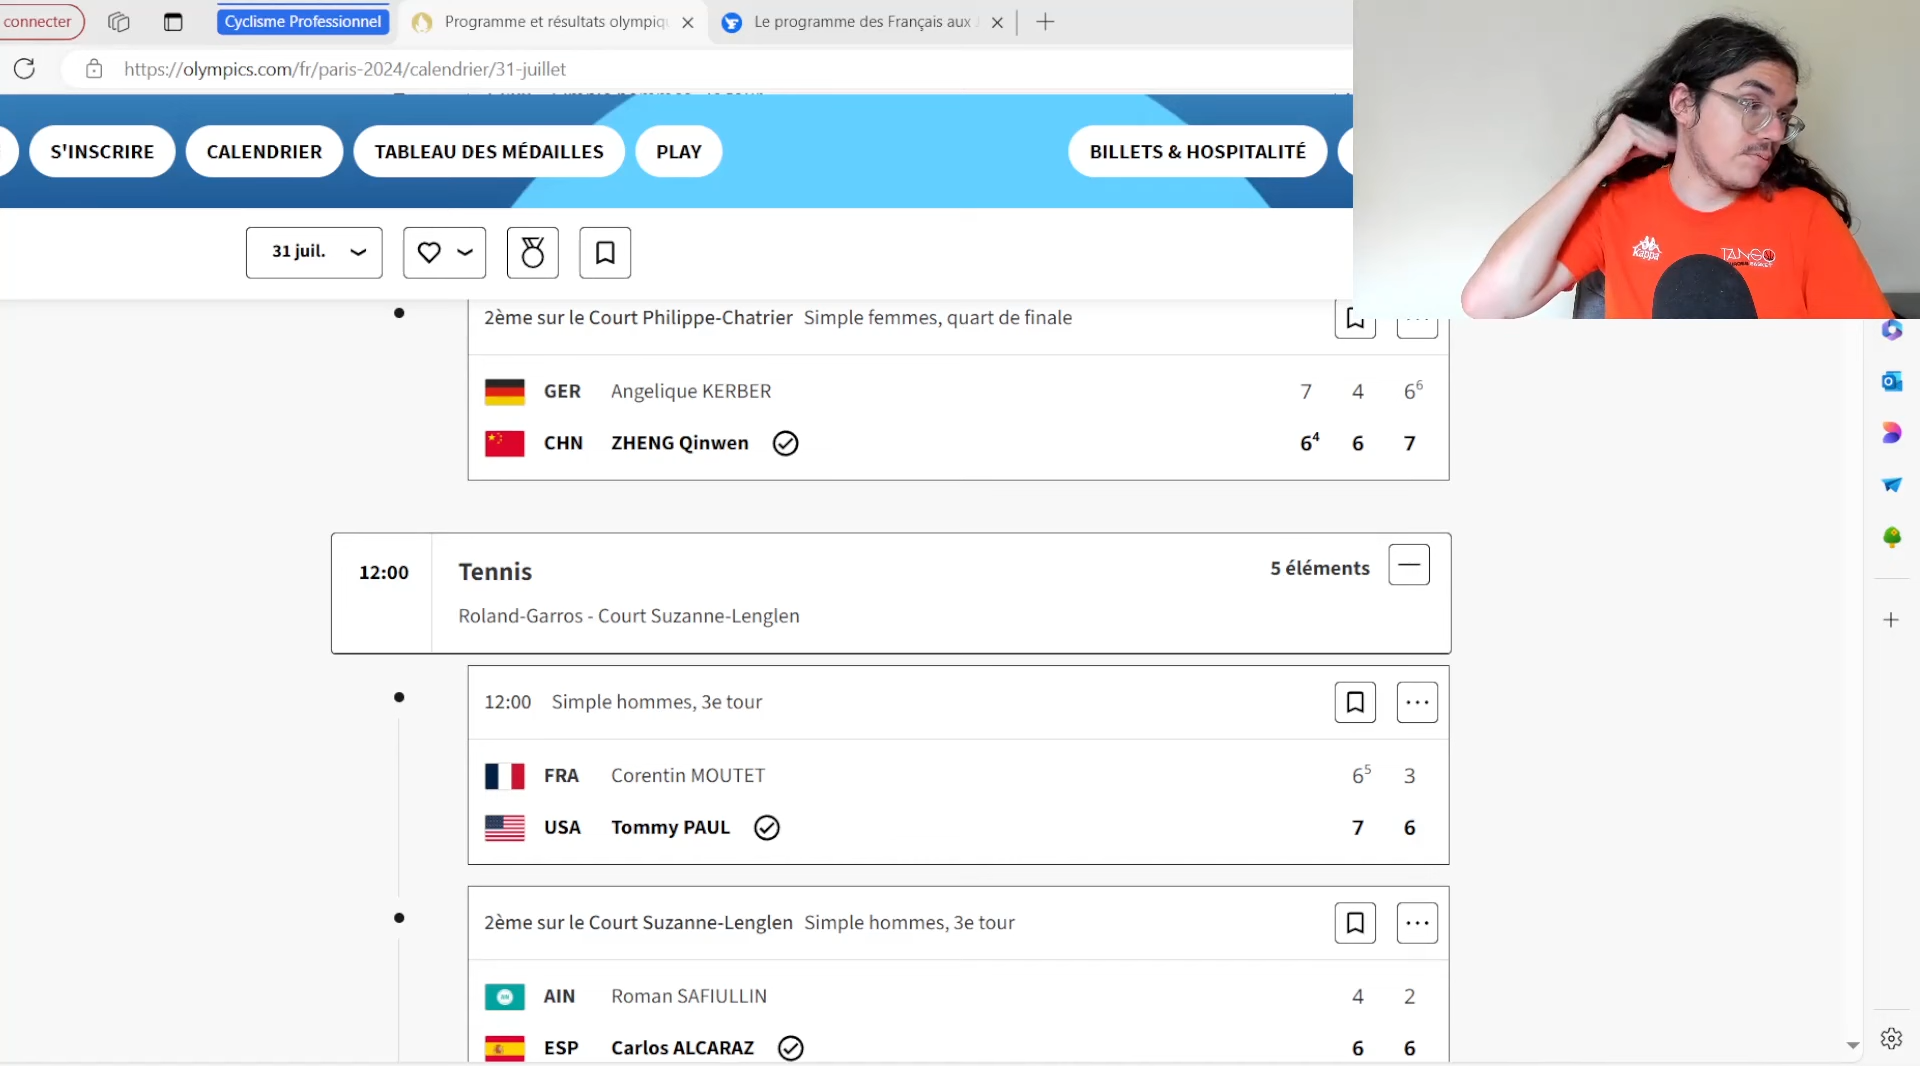 connecter
Cyclisme Professionnel
Programme et résultats olympiqu
Le programme des Français aux J
https://olympics.com/fr/paris-2024/calendrier/31-juillet
S'INSCRIRE
CALENDRIER
TABLEAU DES MÉDAILLES
PLAY
BILLETS & HOSPITALITÉ
31 juil.
2ème sur le Court Philippe-Chatrier Simple femmes, quart de finale
GER Angelique KERBER 7 4 6⁶
CHN ZHENG Qinwen 6⁴ 6 7
12:00 Tennis 5 éléments
Roland-Garros - Court Suzanne-Lenglen
12:00 Simple hommes, 3e tour
FRA Corentin MOUTET 6⁵ 3
USA Tommy PAUL 7 6
2ème sur le Court Suzanne-Lenglen Simple hommes, 3e tour
AIN Roman SAFIULLIN 4 2
ESP Carlos ALCARAZ 6 6
Kappa
TANGO